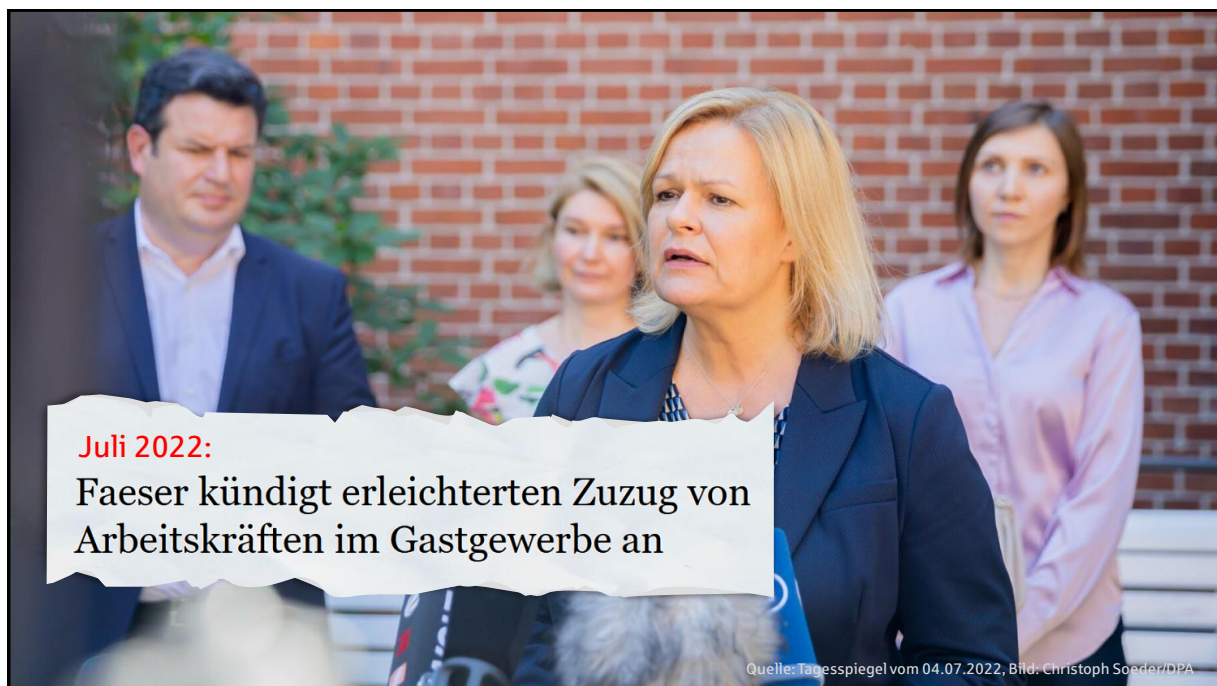 Juli 2022:
Faeser kündigt erleichterten Zuzug von
Arbeitskräften im Gastgewerbe an
Quelle: Tagesspiegel vom 04.07.2022, Bild: Christoph Soeder/DPA